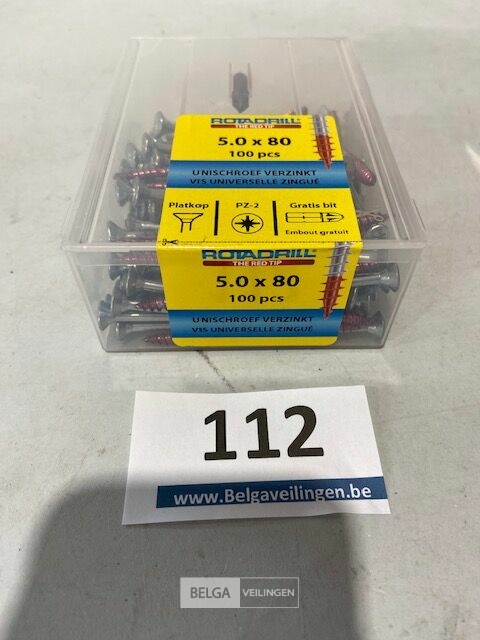 ROTADRILL
THE RED TIP
5.0 x 80
100 pcs
UNISCHROEF VERZINKT
VIS UNIVERSELLE ZINGUÉ
Platkop PZ-2 Gratis bit
Embout gratuit
ROTADRILL
THE RED TIP
5.0 x 80
100 pcs
UNISCHROEF VERZINKT
VIS UNIVERSELLE ZINGUÉ
112
www.Belgaveilingen.be
BELGA VEILINGEN